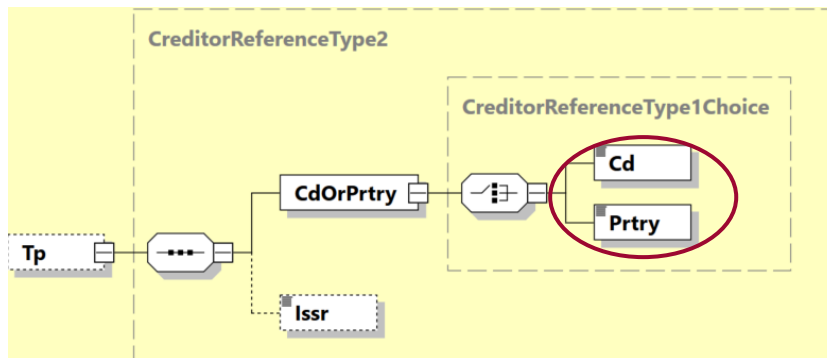 CreditorReferenceType2
CreditorReferenceType1Choice
Cd
CdOrPrtry
Prtry
Tp
Issr